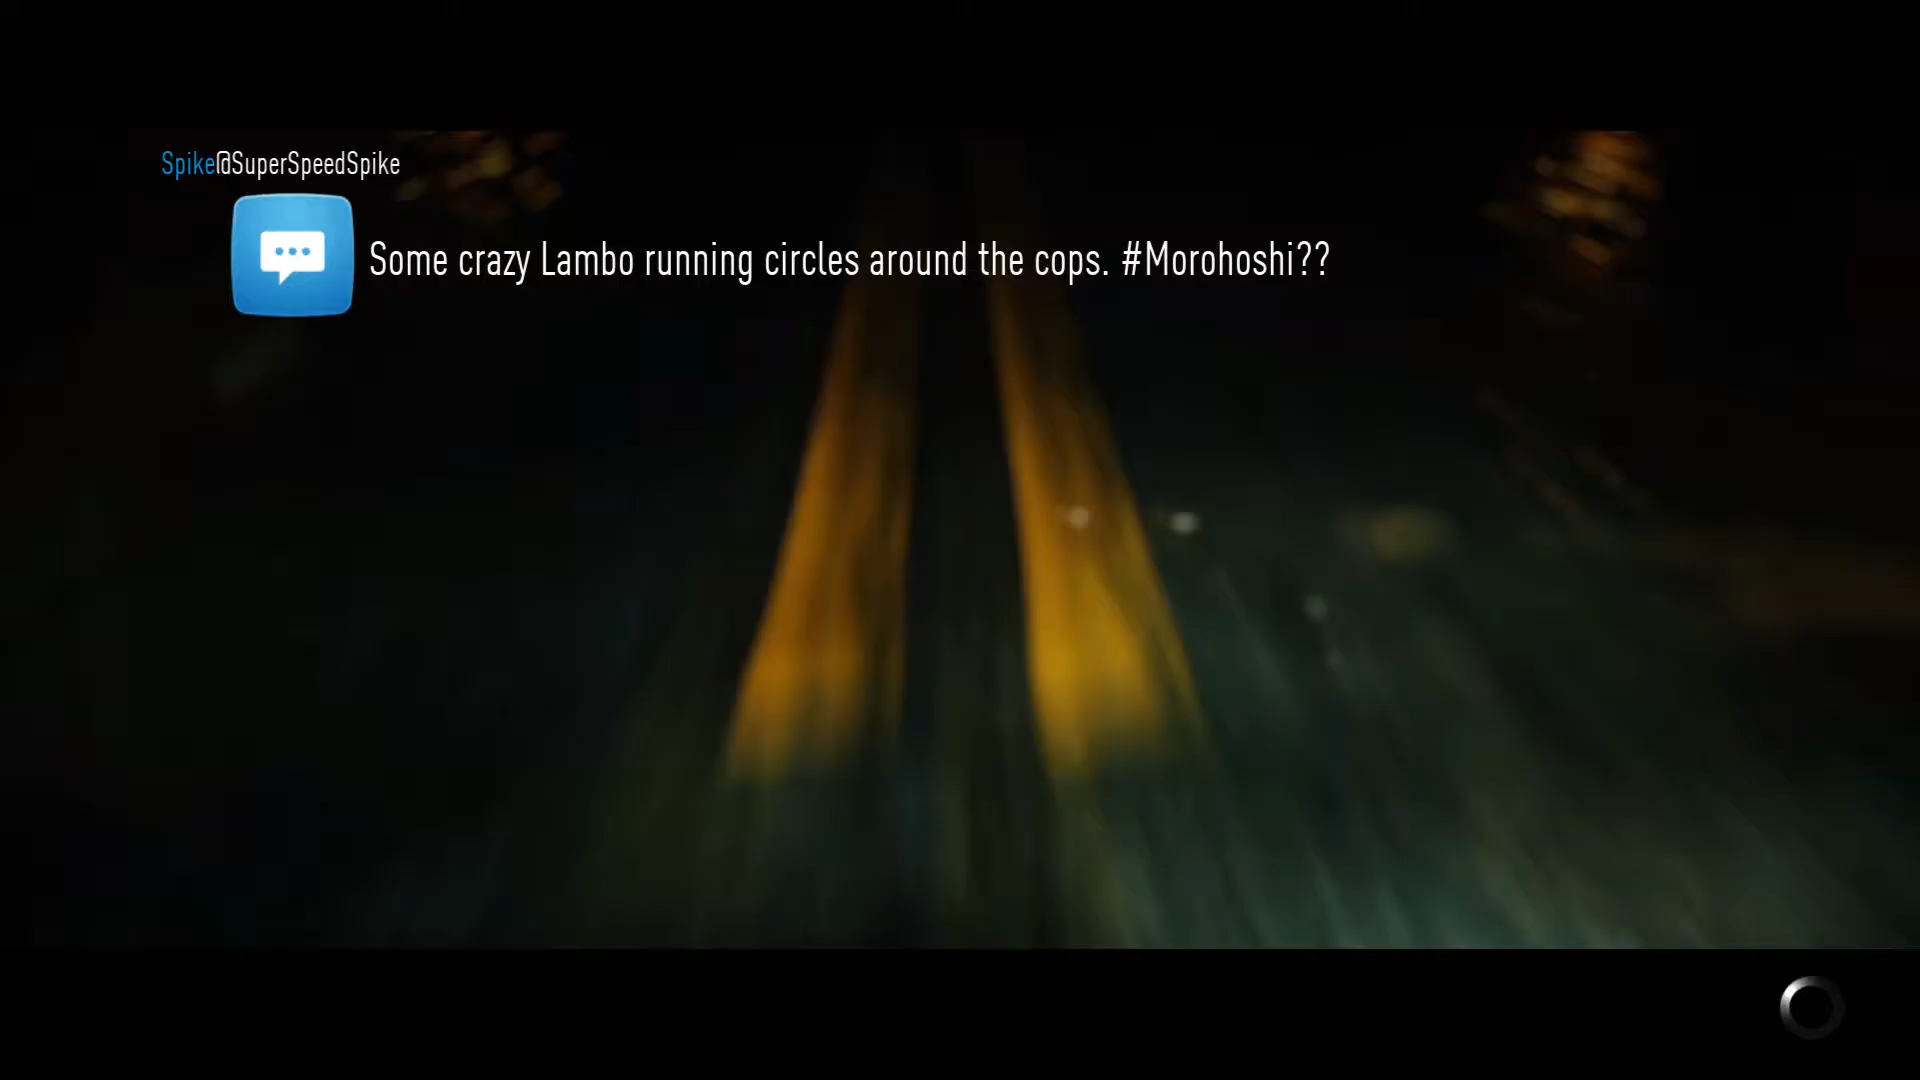 Spike@SuperSpeedSpike
Some crazy Lambo running circles around the cops. #Morohoshi??